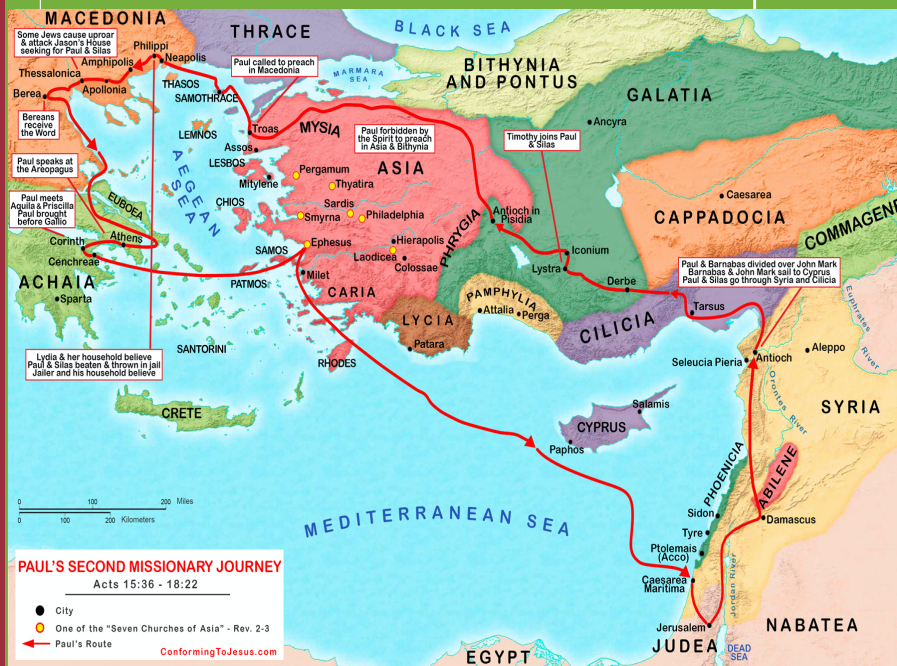 MACEDONIA
THRACE
BLACK SEA
BITHYNIA
AND PONTUS
GALATIA
Some Jews cause uproar
& attack Jason's House
seeking for Paul & Silas
Philippi
Neapolis
Amphipolis
Thessalonica
Apollonia
Berea
Paul called to preach
in Macedonia
MARMARA
SEA
THASOS
SAMOTHRACE
Bereans
receive
the Word
LEMNOS
Troas
Assos
MYSIA
LESBOS
Mitylene
Paul forbidden by
the Spirit to preach
in Asia & Bithynia
Timothy joins Paul
& Silas
Ancyra
ASIA
Pergamum
Thyatira
Paul speaks at
the Areopagus
AEGEAN
SEA
CHIOS
Sardis
Smyrna
Philadelphia
Caesarea
CAPPADOCIA
COMMAGENE
Paul meets
Aquila & Priscilla
Paul brought
before Gallio
EUBOEA
Athens
Corinth
Cenchreae
SAMOS
Ephesus
Hierapolis
Laodicea
Colossae
PHRYGIA
Antioch in
Pisidia
Iconium
Lystra
Derbe
Paul & Barnabas divided over John Mark
Barnabas & John Mark sail to Cyprus
Paul & Silas go through Syria and Cilicia
ACHAIA
Sparta
PATMOS
Milet
CARIA
LYCIA
Patara
PAMPHYLIA
Attalia
Perga
CILICIA
Tarsus
Euphrates
River
SANTORINI
RHODES
Lydia & her household believe
Paul & Silas beaten & thrown in jail
Jailer and his household believe
Seleucia Pieria
Antioch
Aleppo
Orontes River
SYRIA
CRETE
Salamis
CYPRUS
Paphos
PHOENICIA
ABILENE
Sidon
Damascus
Tyre
Ptolemais
(Acco)
MEDITERRANEAN SEA
0 100 200 Miles
0 100 200 Kilometers
PAUL'S SECOND MISSIONARY JOURNEY
Acts 15:36 - 18:22
City
One of the "Seven Churches of Asia" - Rev. 2-3
Paul's Route
ConformingToJesus.com
Caesarea
Maritima
Jordan River
Jerusalem
JUDEA
DEAD
SEA
NABATEA
EGYPT